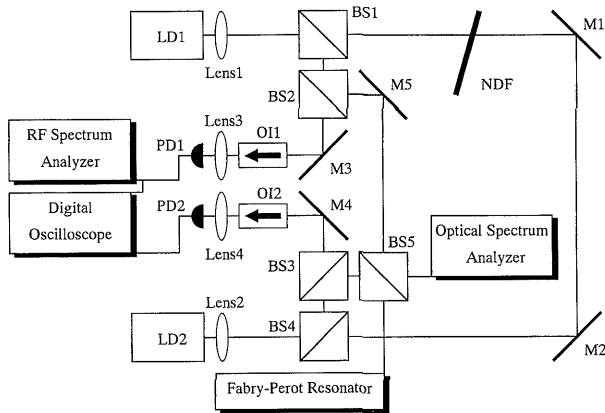 BS1
M1
LD1
Lens1
BS2
M5
NDF
RF Spectrum
Analyzer
PD1
Lens3
OI1
M3
Digital
Oscilloscope
PD2
OI2
M4
Lens4
BS3
BS5
Optical Spectrum
Analyzer
Lens2
LD2
BS4
M2
Fabry-Perot Resonator